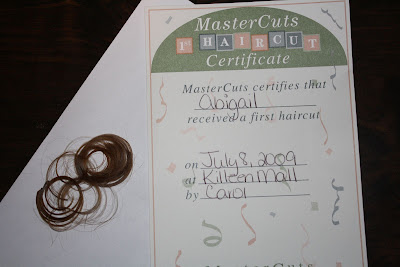 MasterCuts
1st HAIRCUT
Certificate
MasterCuts certifies that
Abigail
received a first haircut
on July 8, 2009
at Killeen Mall
by Carol
MasterCuts